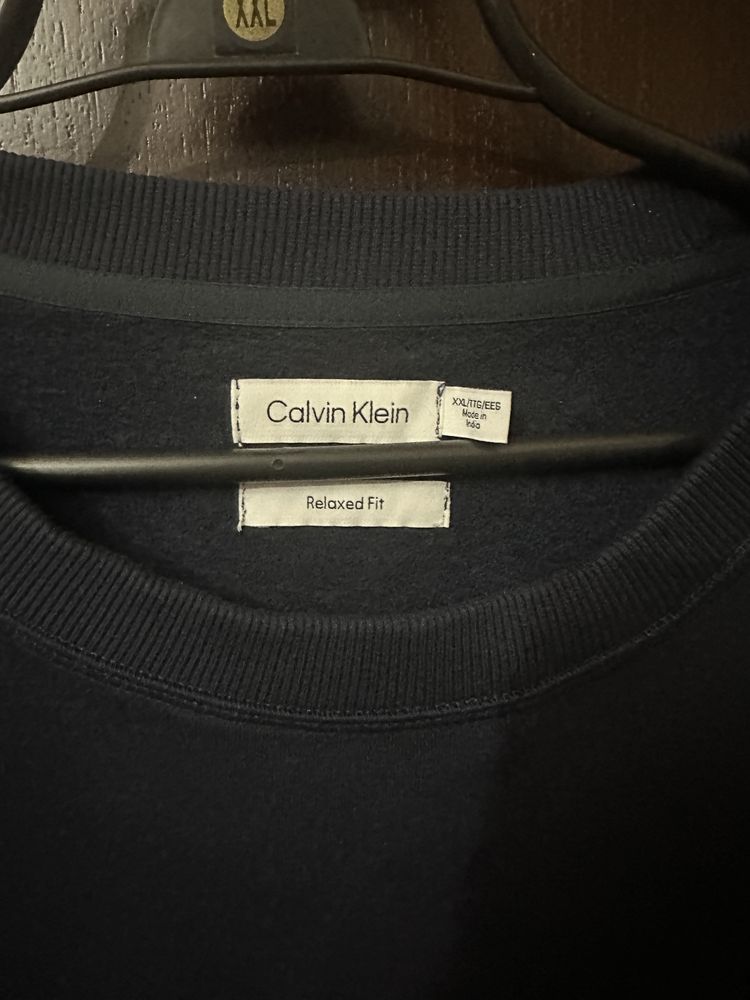 XXL
Calvin Klein
XXL/TTG/EEG
Made in
India
Relaxed Fit